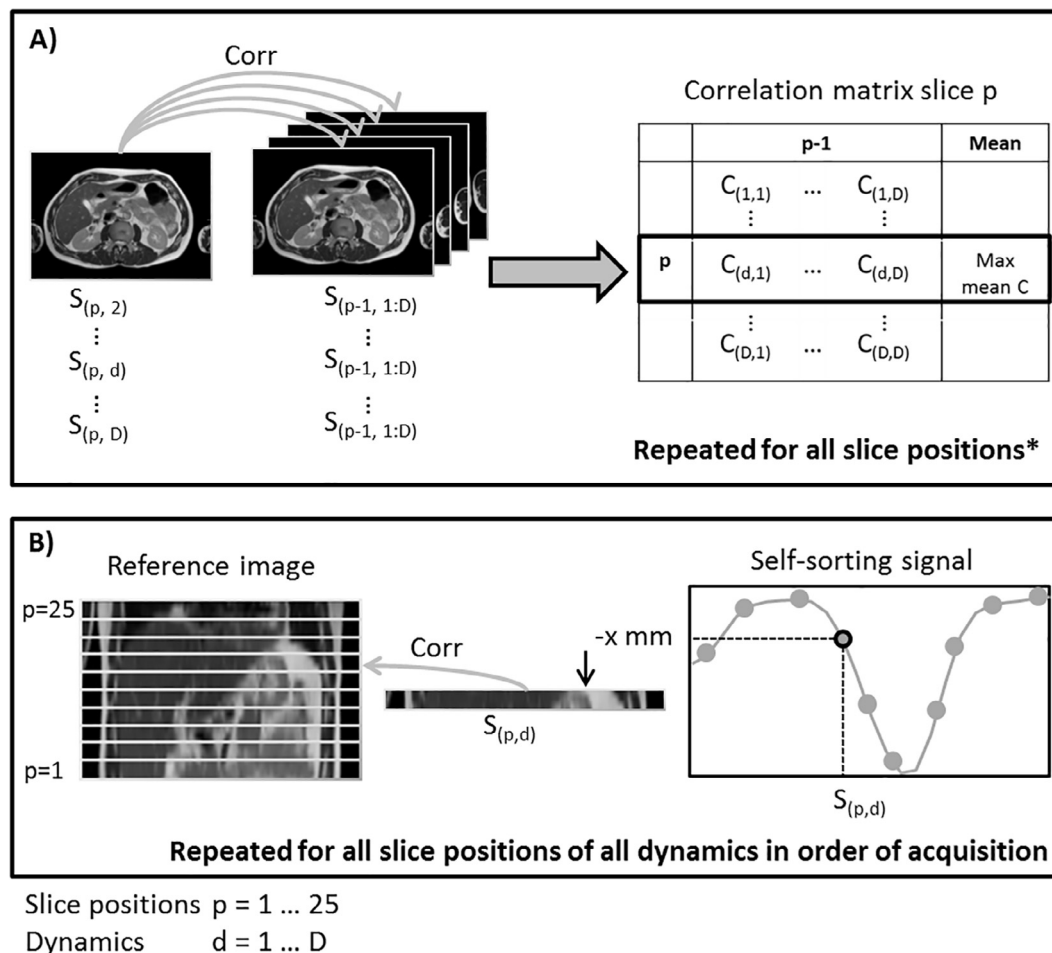 A)
Corr
S(p, 2)
⋮
S(p, d)
⋮
S(p, D)
S(p-1, 1:D)
⋮
S(p-1, 1:D)
⋮
S(p-1, 1:D)
Correlation matrix slice p
p-1 Mean
C(1,1) ... C(1,D)
⋮ ⋮
p C(d,1) ... C(d,D) Max
mean C
⋮ ⋮
C(D,1) ... C(D,D)
Repeated for all slice positions*
B)
Reference image
p=25
p=1
Corr
-x mm
S(p,d)
Self-sorting signal
S(p,d)
Repeated for all slice positions of all dynamics in order of acquisition
Slice positions p = 1 ... 25
Dynamics d = 1 ... D